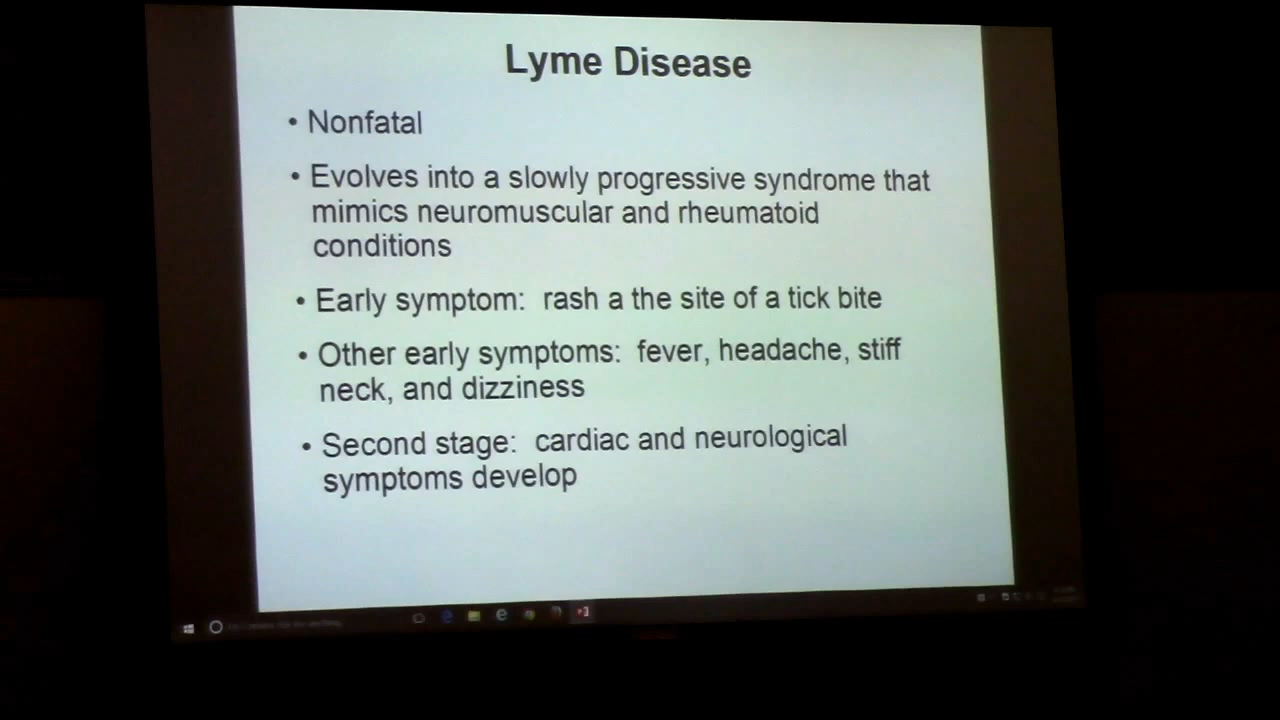 Lyme Disease
• Nonfatal
• Evolves into a slowly progressive syndrome that
mimics neuromuscular and rheumatoid
conditions
• Early symptom:  rash a the site of a tick bite
• Other early symptoms:  fever, headache, stiff
neck, and dizziness
• Second stage:  cardiac and neurological
symptoms develop